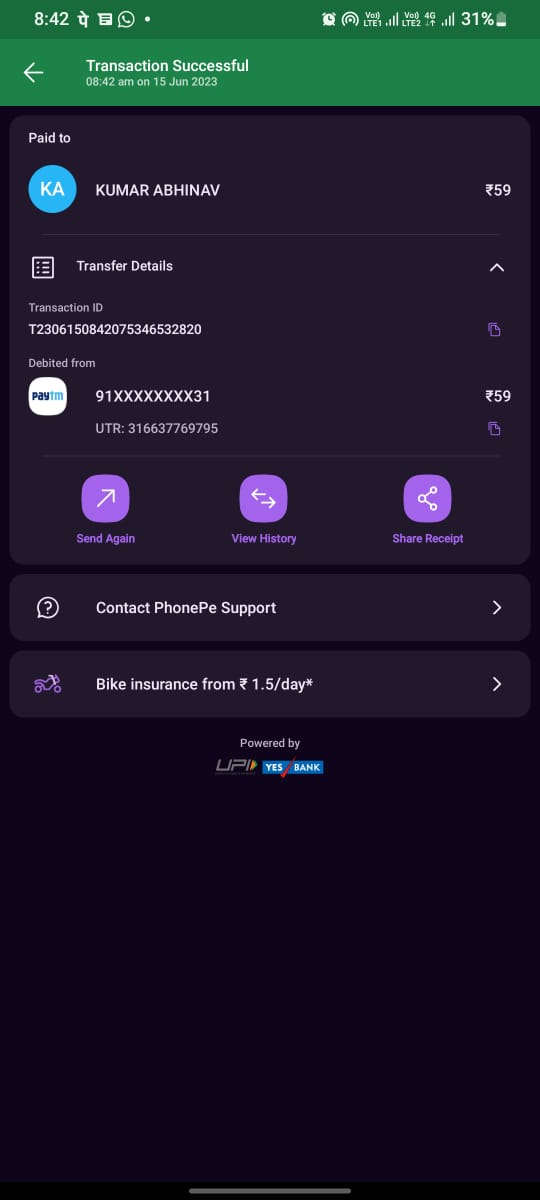 8:42 पे
Vo)) LTE1 Vo)) LTE2 4G 31%
Transaction Successful
08:42 am on 15 Jun 2023
Paid to
KA KUMAR ABHINAV ₹59
Transfer Details
Transaction ID
T2306150842075346532820
Debited from
paytm 91XXXXXXXX31 ₹59
UTR: 316637769795
Send Again View History Share Receipt
Contact PhonePe Support
Bike insurance from ₹ 1.5/day*
Powered by
UPI YES BANK